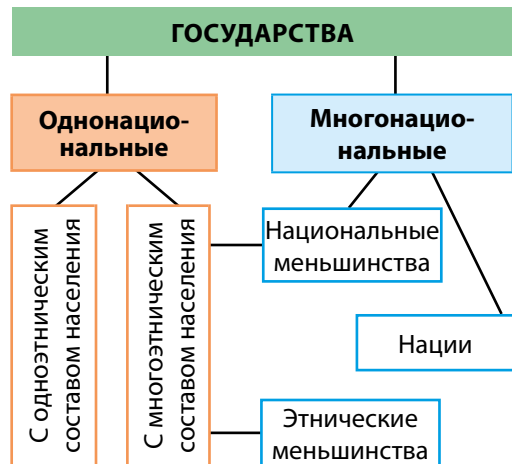 ГОСУДАРСТВА
Однонацио-
нальные
Многонацио-
нальные
С одноэтническим
составом населения
С многоэтническим
составом населения
Национальные
меньшинства
Нации
Этнические
меньшинства